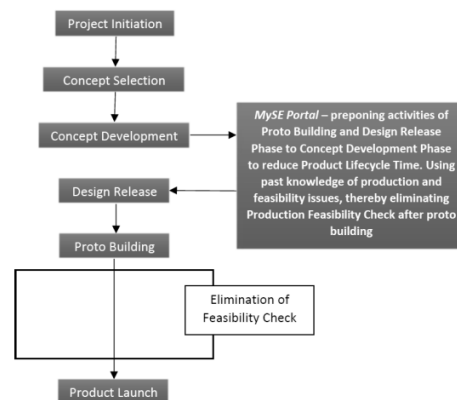 Project Initiation
Concept Selection
Concept Development
MySE Portal – preponing activities of
Proto Building and Design Release
Phase to Concept Development Phase
to reduce Product Lifecycle Time. Using
past knowledge of production and
feasibility issues, thereby eliminating
Production Feasibility Check after proto
building
Design Release
Proto Building
Elimination of
Feasibility Check
Product Launch